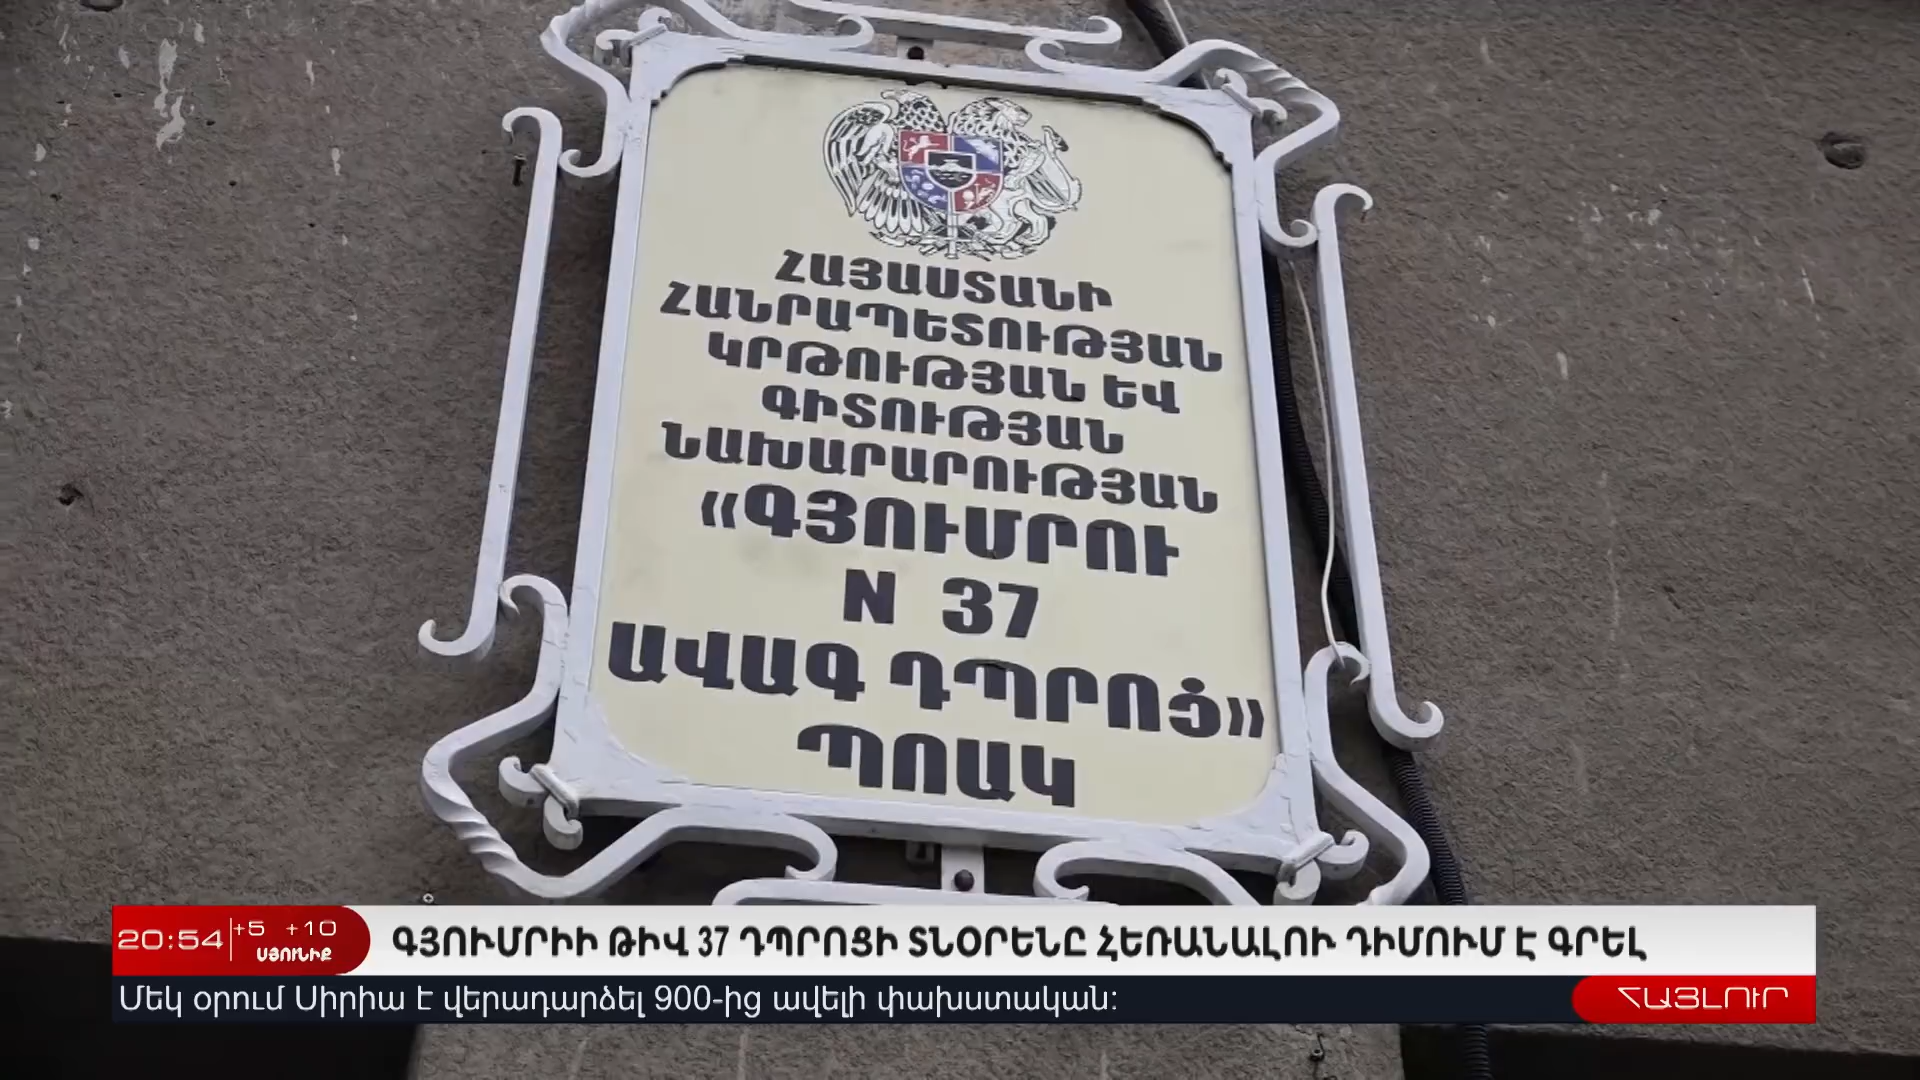 ՀԱՅԱՍՏԱՆԻ
ՀԱՆՐԱՊԵՏՈՒԹՅԱՆ
ԿՐԹՈՒԹՅԱՆ ԵՎ
ԳԻՏՈՒԹՅԱՆ
ՆԱԽԱՐԱՐՈՒԹՅԱՆ
«ԳՅՈՒՄՐՈՒ
N 37
ԱՎԱԳ ԴՊՐՈՑ»
ՊՈԱԿ
20:54 +5 +10
ՍՅՈՒՆԻՔ
ԳՅՈՒՄՐԻԻ ԹԻՎ 37 ԴՊՐՈՑԻ ՏՆՕՐԵՆԸ ՀԵՌԱՆԱԼՈՒ ԴԻՄՈՒՄ Է ԳՐԵԼ
Մեկ օրում Սիրիա է վերադարձել 900-ից ավելի փախստական:
ՀԱՅԼՈՒՐ